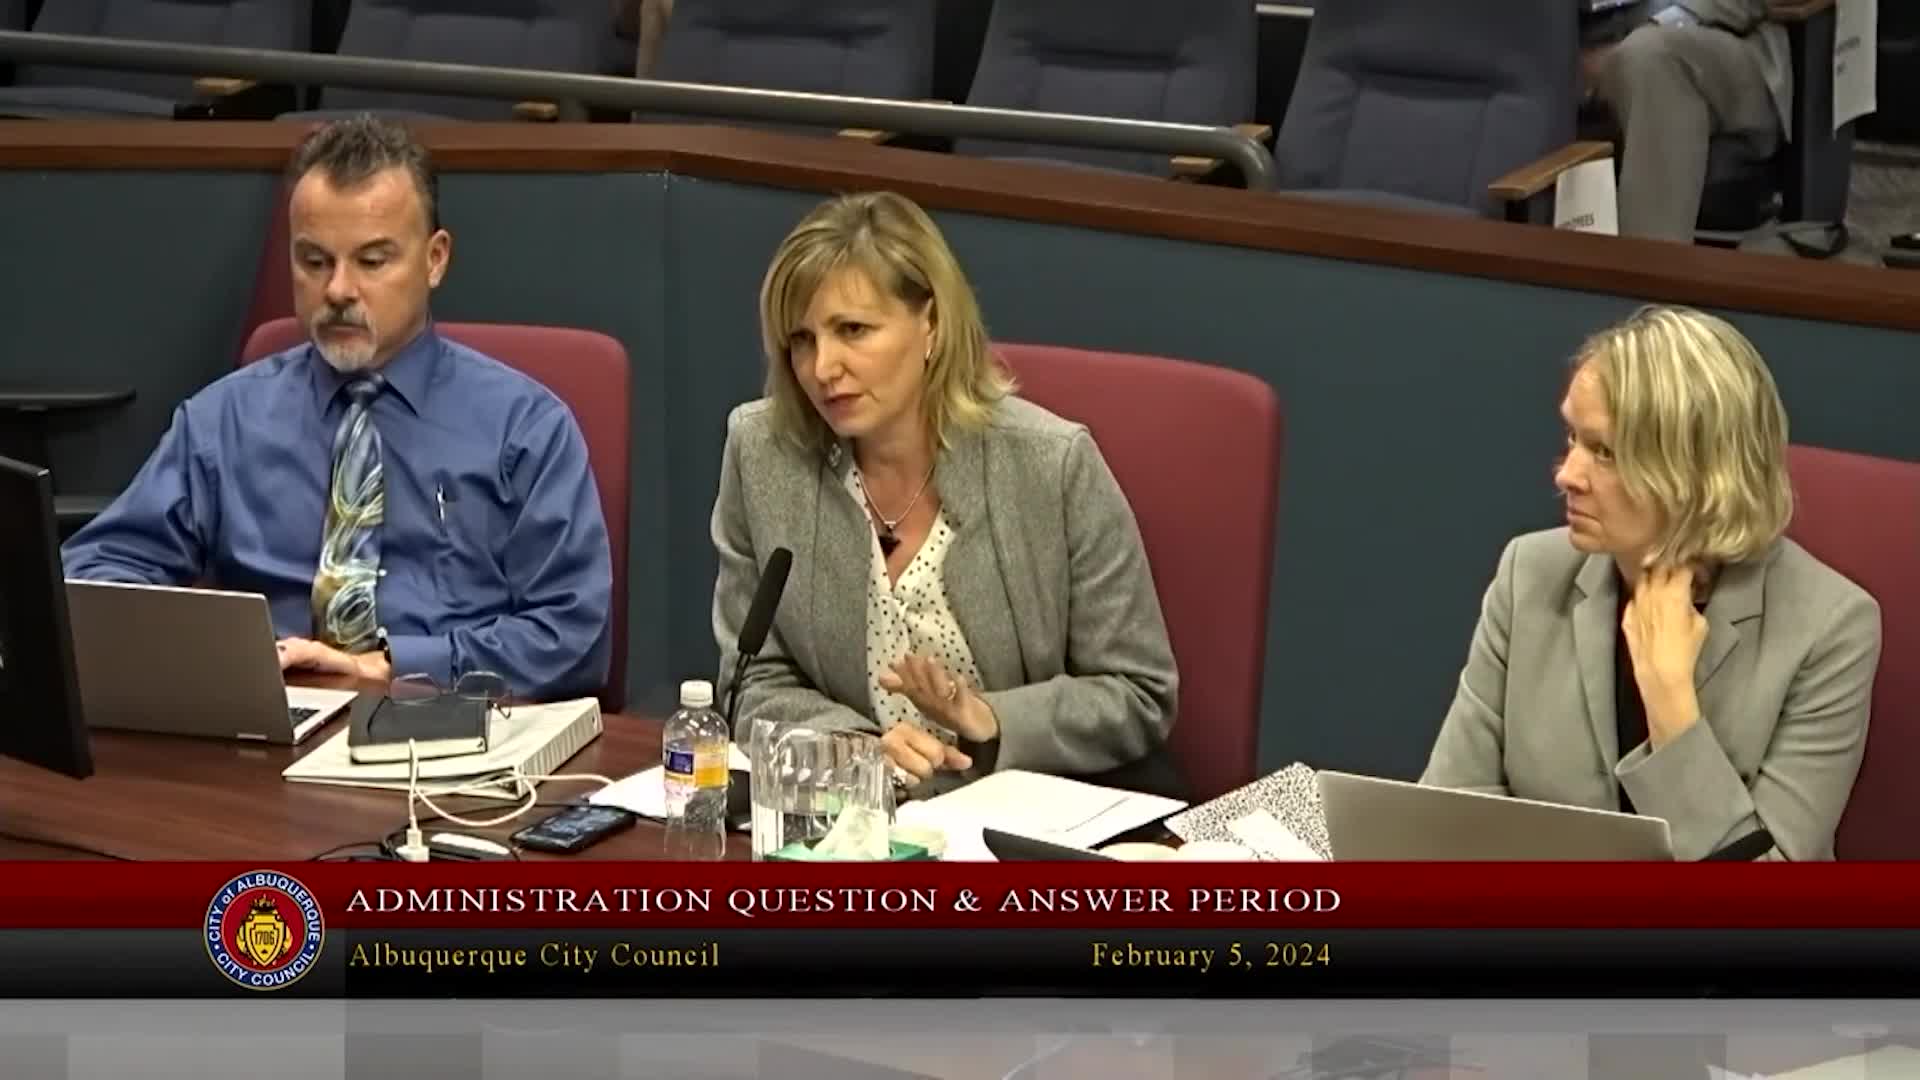 ADMINISTRATION QUESTION & ANSWER PERIOD
Albuquerque City Council
February 5, 2024
CITY of ALBUQUERQUE
1706
CITY COUNCIL